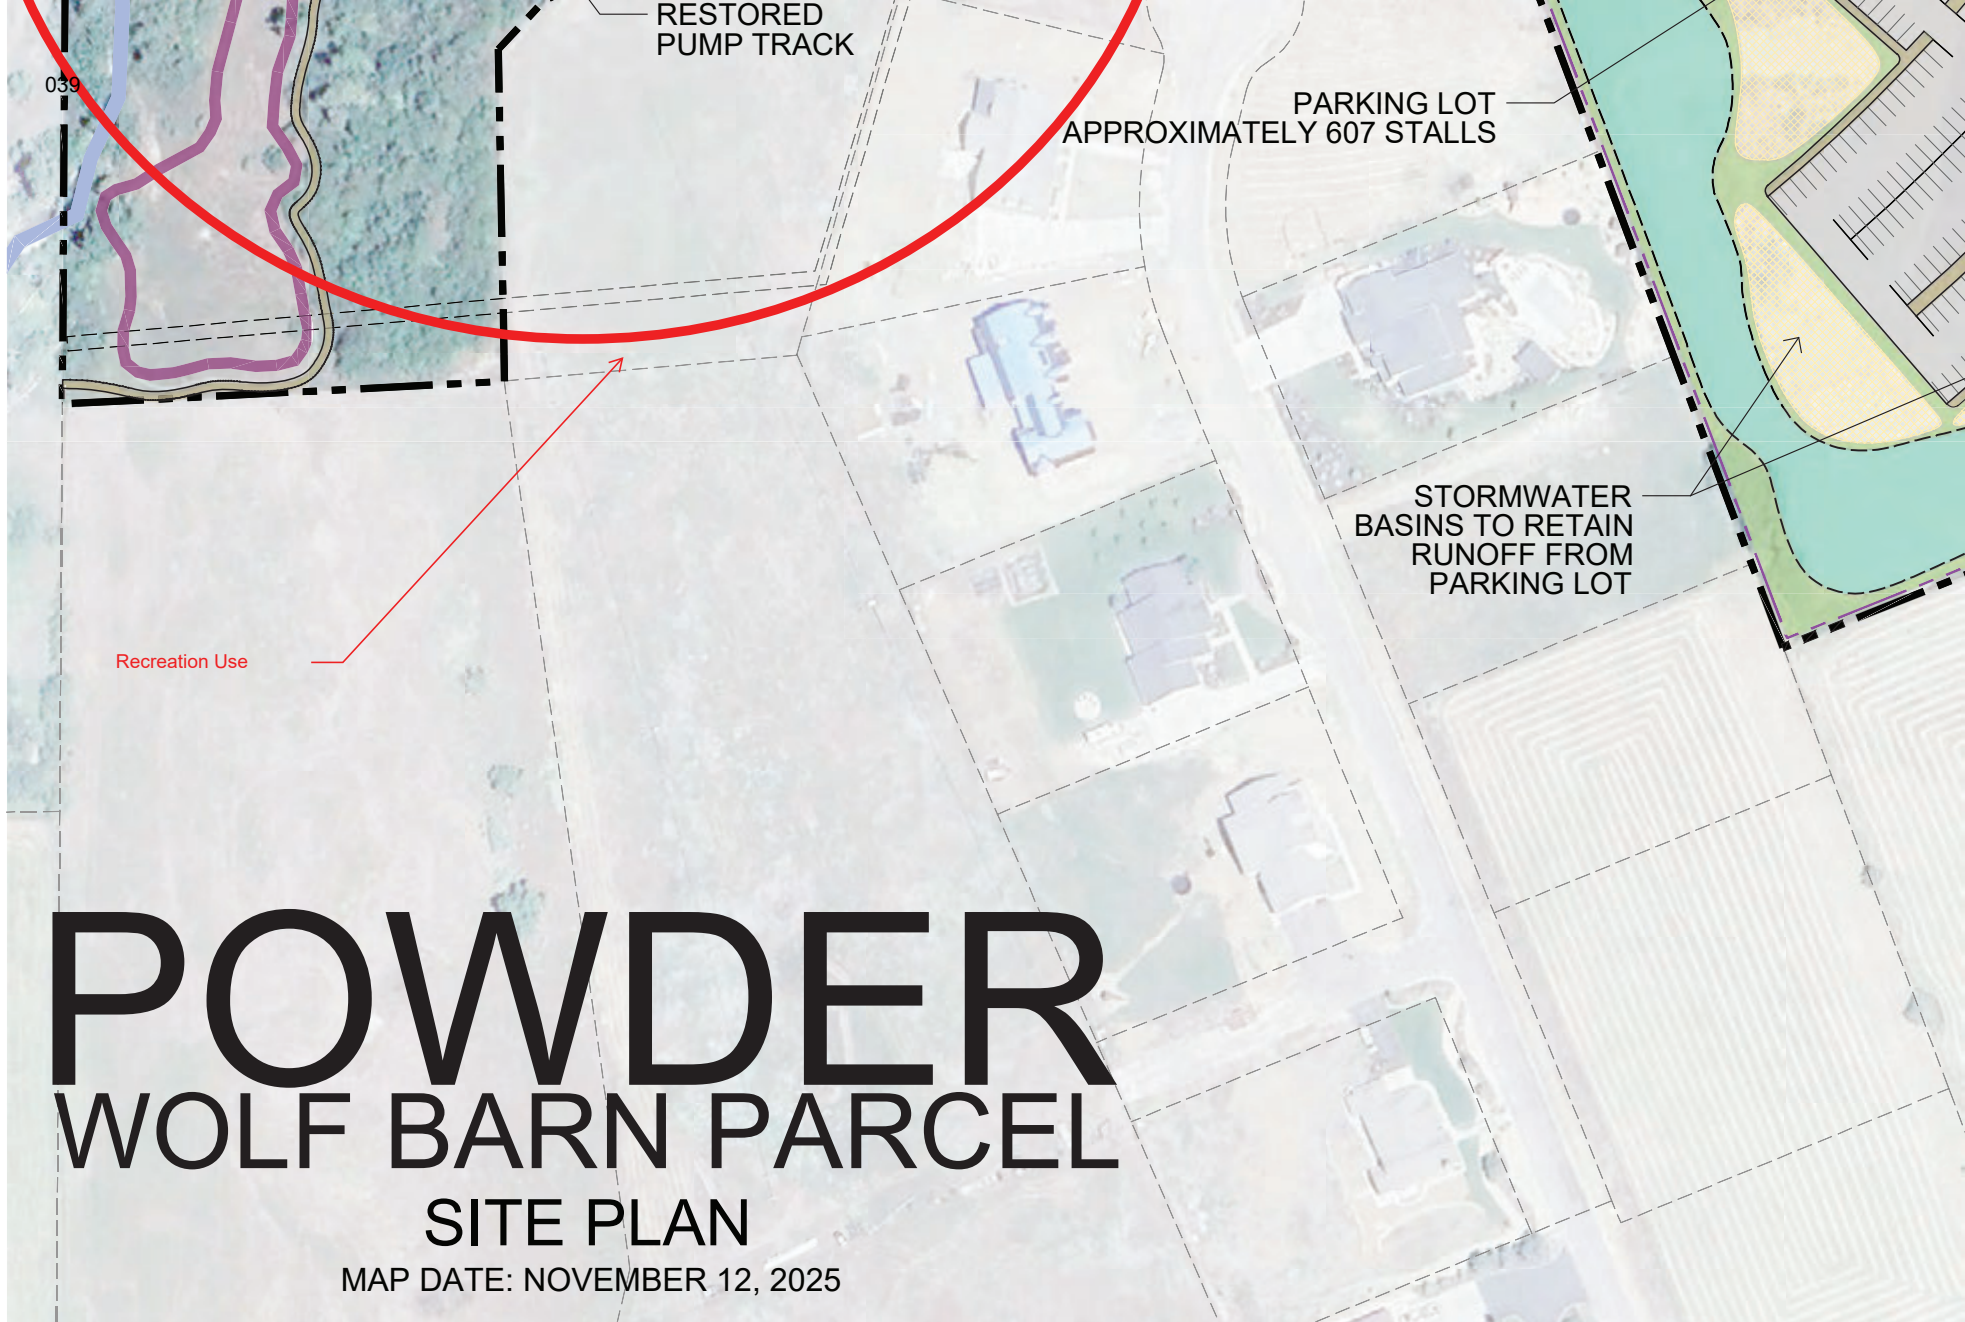 RESTORED
PUMP TRACK
039
PARKING LOT
APPROXIMATELY 607 STALLS
STORMWATER
BASINS TO RETAIN
RUNOFF FROM
PARKING LOT
Recreation Use
POWDER
WOLF BARN PARCEL
SITE PLAN
MAP DATE: NOVEMBER 12, 2025